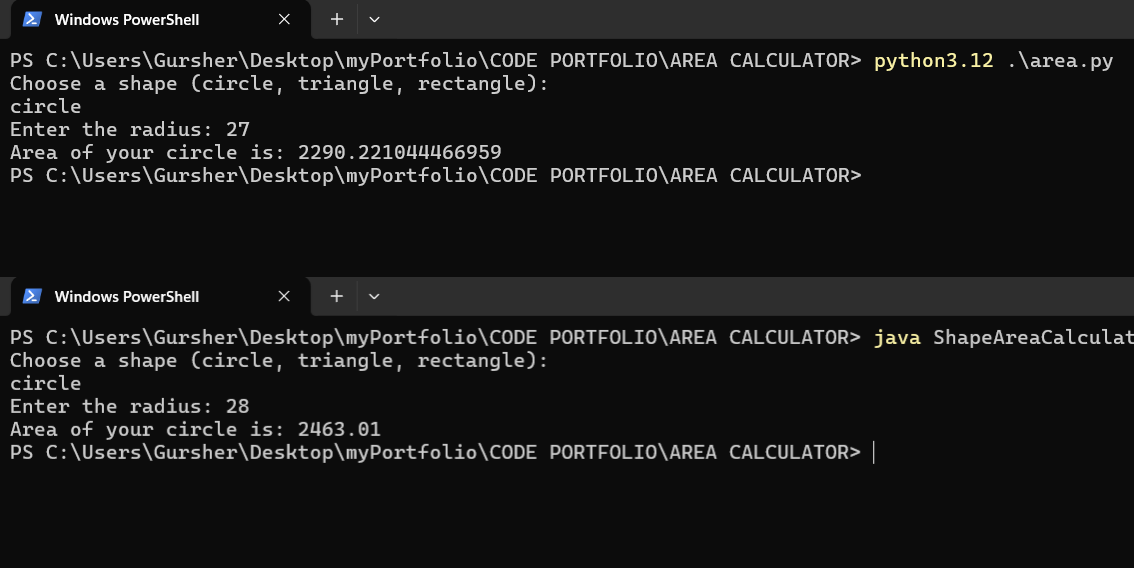 Windows PowerShell
PS C:\Users\Gursher\Desktop\myPortfolio\CODE PORTFOLIO\AREA CALCULATOR> python3.12 .\area.py
Choose a shape (circle, triangle, rectangle):
circle
Enter the radius: 27
Area of your circle is: 2290.221044466959
PS C:\Users\Gursher\Desktop\myPortfolio\CODE PORTFOLIO\AREA CALCULATOR>
Windows PowerShell
PS C:\Users\Gursher\Desktop\myPortfolio\CODE PORTFOLIO\AREA CALCULATOR> java ShapeAreaCalculat
Choose a shape (circle, triangle, rectangle):
circle
Enter the radius: 28
Area of your circle is: 2463.01
PS C:\Users\Gursher\Desktop\myPortfolio\CODE PORTFOLIO\AREA CALCULATOR>